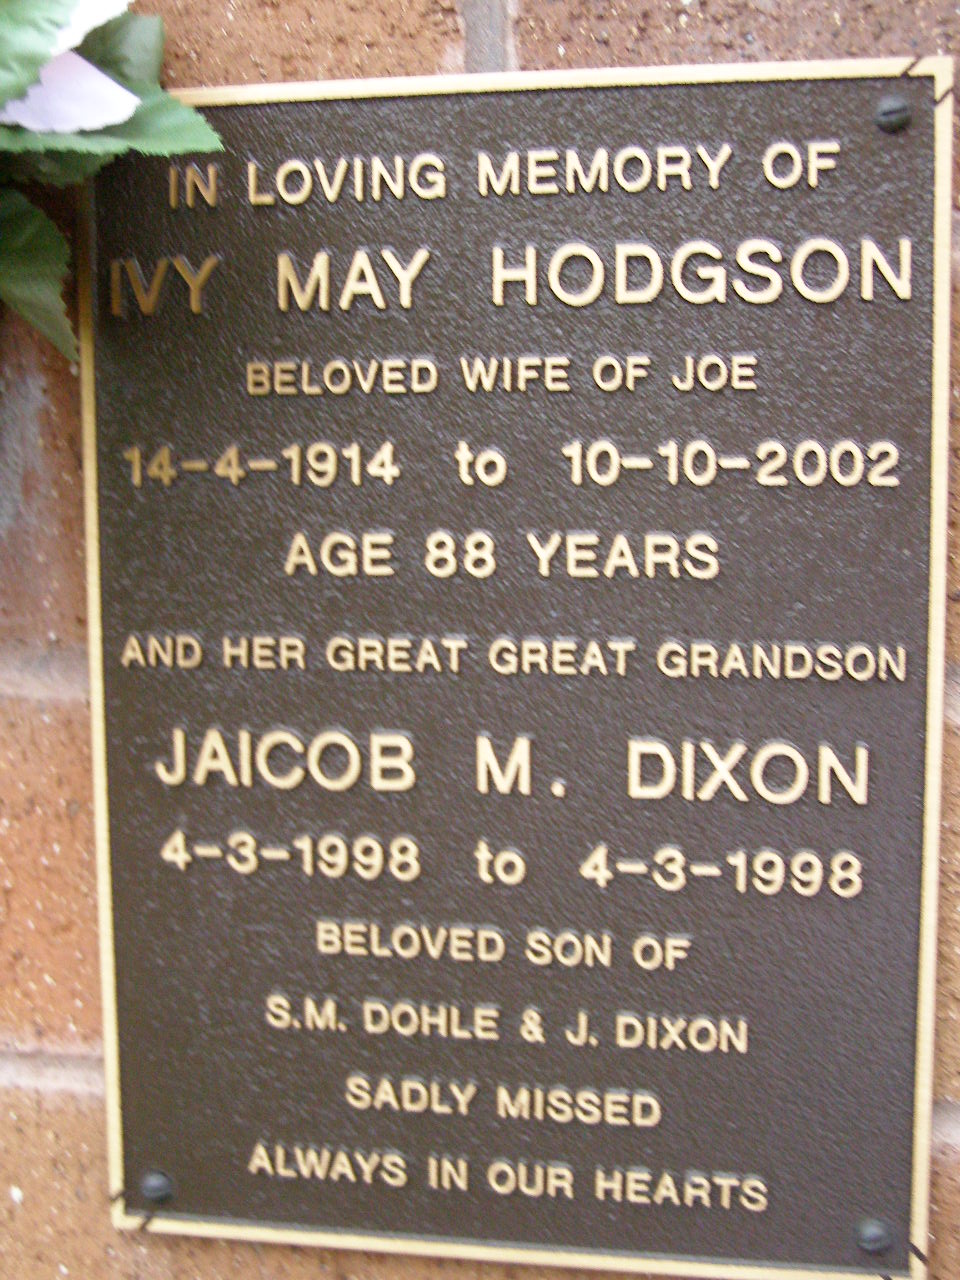 IN LOVING MEMORY OF
IVY MAY HODGSON
BELOVED WIFE OF JOE
14-4-1914 to 10-10-2002
AGE 88 YEARS
AND HER GREAT GREAT GRANDSON
JAICOB M. DIXON
4-3-1998 to 4-3-1998
BELOVED SON OF
S.M. DOHLE & J. DIXON
SADLY MISSED
ALWAYS IN OUR HEARTS